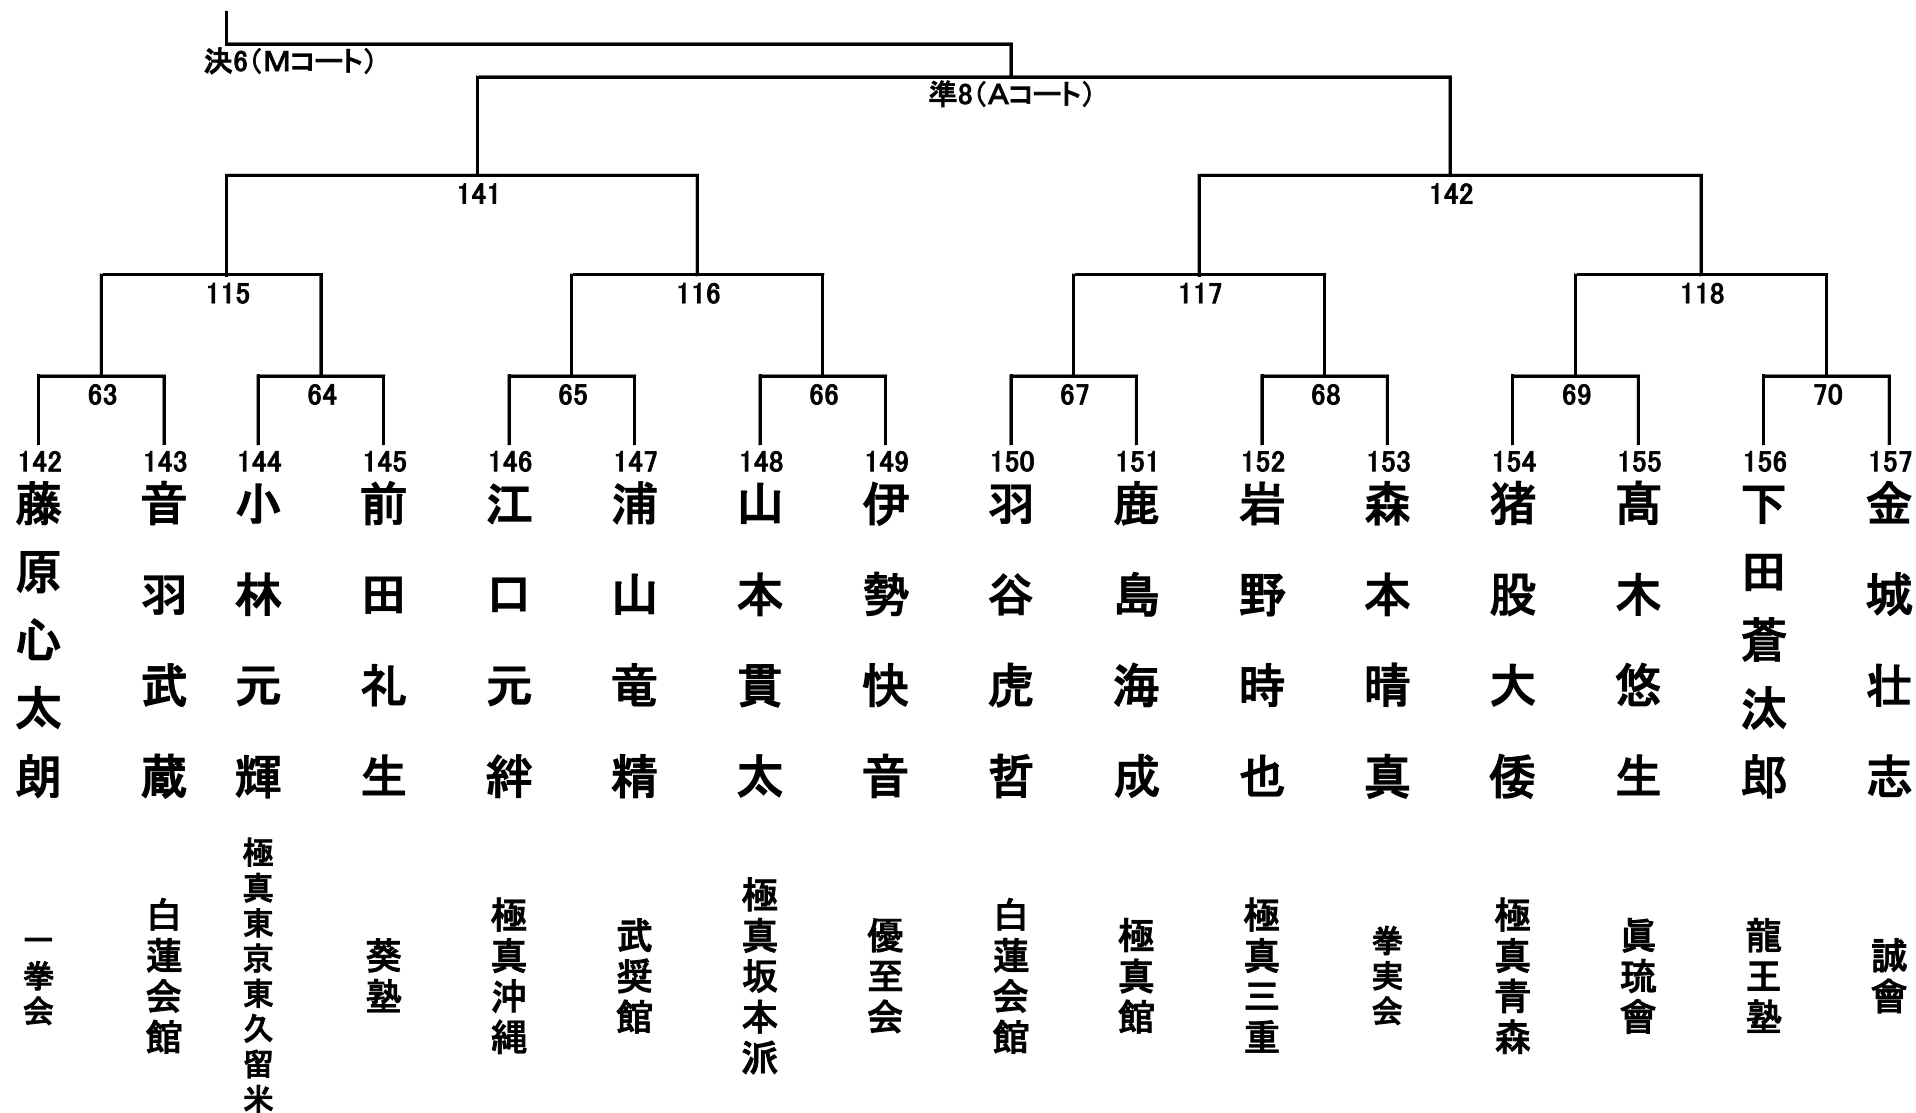 決6（Mコート）
準8（Aコート）
141
142
115
116
117
118
63
64
65
66
67
68
69
70
142
143
144
145
146
147
148
149
150
151
152
153
154
155
156
157
藤原心太朗
音羽武蔵
小林元輝
前田礼生
江口元絆
浦山竜精
山本貫太
伊勢快音
羽谷虎哲
鹿島海成
岩野時也
森本晴真
猪股大倭
髙木悠生
下田蒼汰郎
金城壮志
一拳会
白蓮会館
極真東京東久留米
葵塾
極真沖縄
武奨館
極真坂本派
優至会
白蓮会館
極真館
極真三重
拳実会
極真青森
眞琉會
龍王塾
誠會